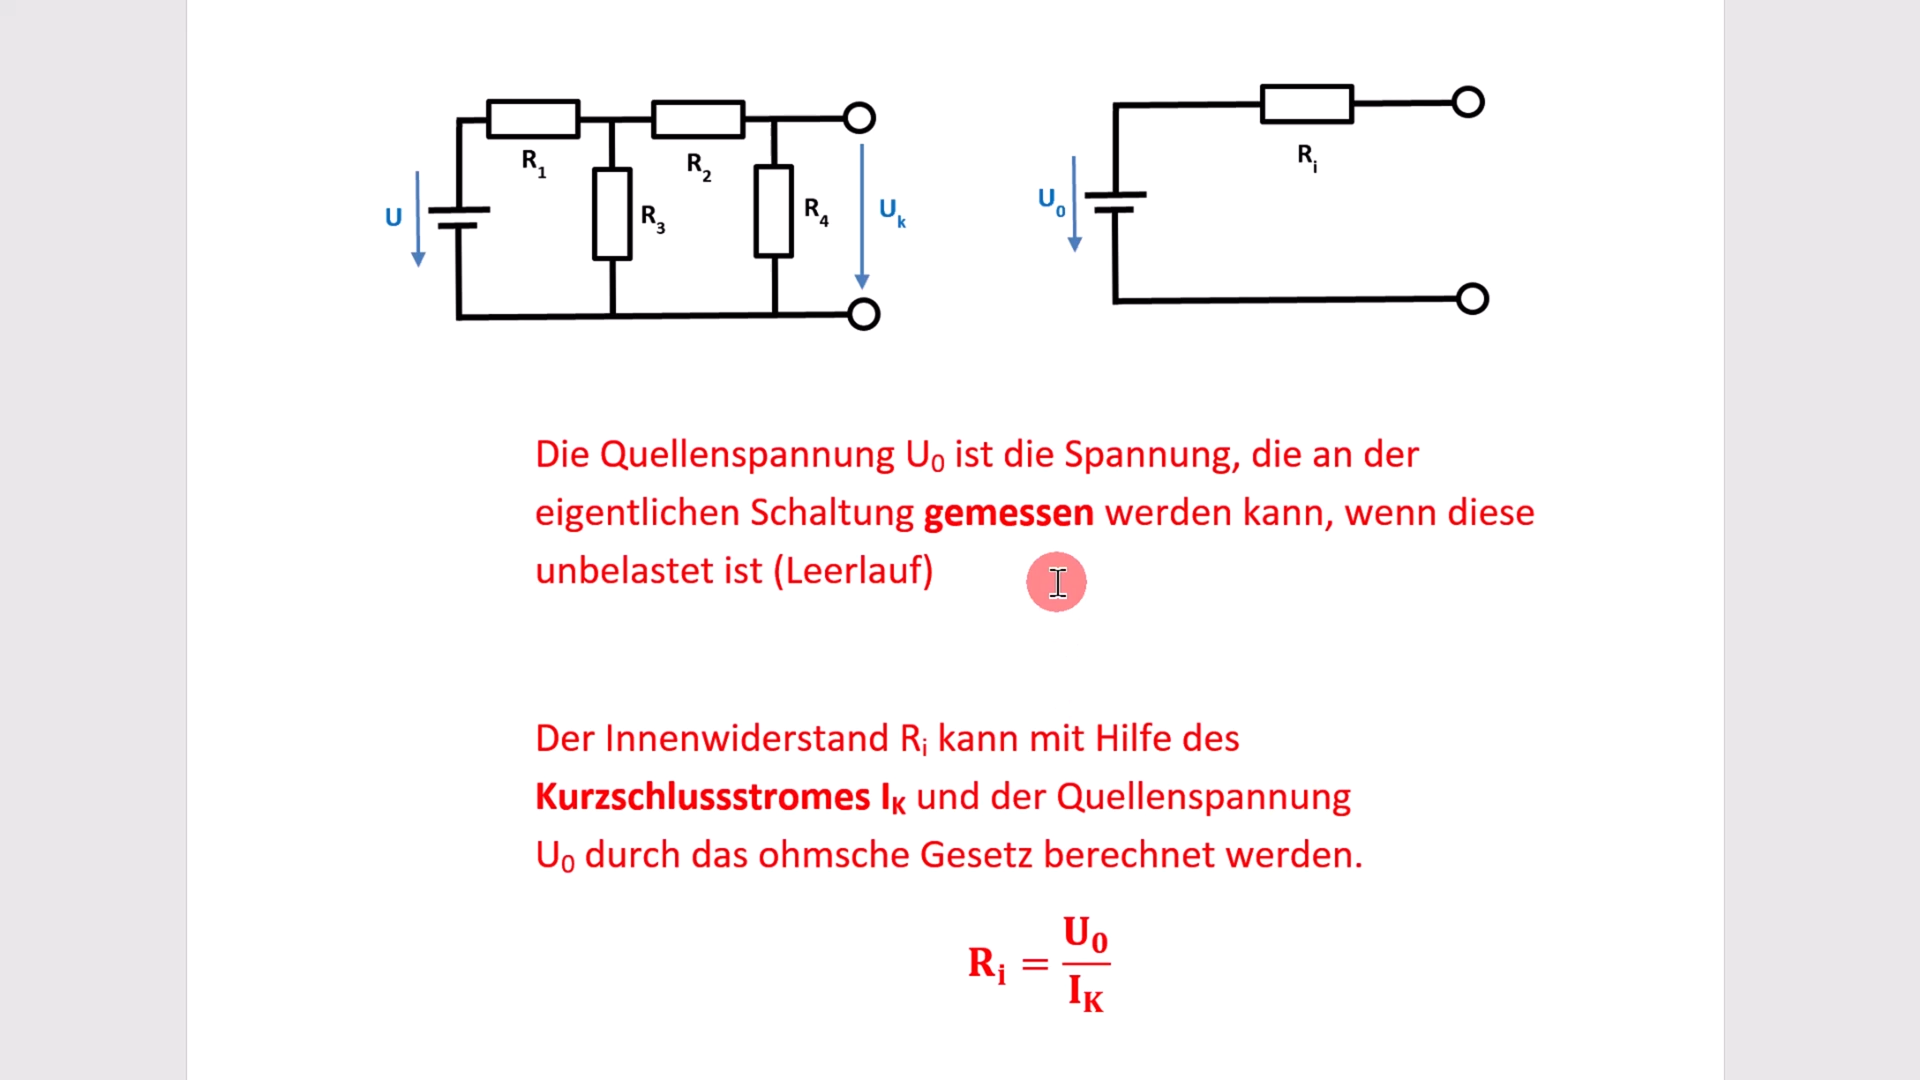 R1
R2
R3
R4
U
Uk
U0
Ri
Die Quellenspannung U0 ist die Spannung, die an der
eigentlichen Schaltung gemessen werden kann, wenn diese
unbelastet ist (Leerlauf)
Der Innenwiderstand Ri kann mit Hilfe des
Kurzschlussstromes IK und der Quellenspannung
U0 durch das ohmsche Gesetz berechnet werden.
Ri = U0 / IK